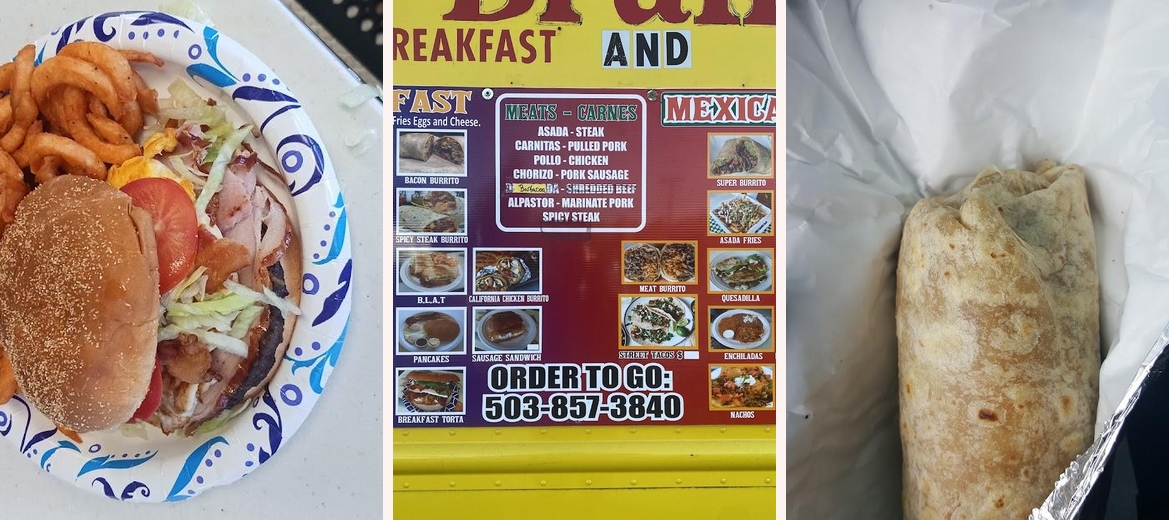 REAKFAST AND
FAST
Fries Eggs and Cheese.
BACON BURRITO
SPICY STEAK BURRITO
B.L.A.T
CALIFORNIA CHICKEN BURRITO
PANCAKES
SAUSAGE SANDWICH
BREAKFAST TORTA
MEATS - CARNES
ASADA - STEAK
CARNITAS - PULLED PORK
POLLO - CHICKEN
CHORIZO - PORK SAUSAGE
Barbacoa DA - SHREDDED BEEF
ALPASTOR - MARINATE PORK
SPICY STEAK
MEXICA
SUPER BURRITO
ASADA FRIES
MEAT BURRITO
QUESADILLA
STREET TACOS $
ENCHILADAS
NACHOS
ORDER TO GO:
503-857-3840